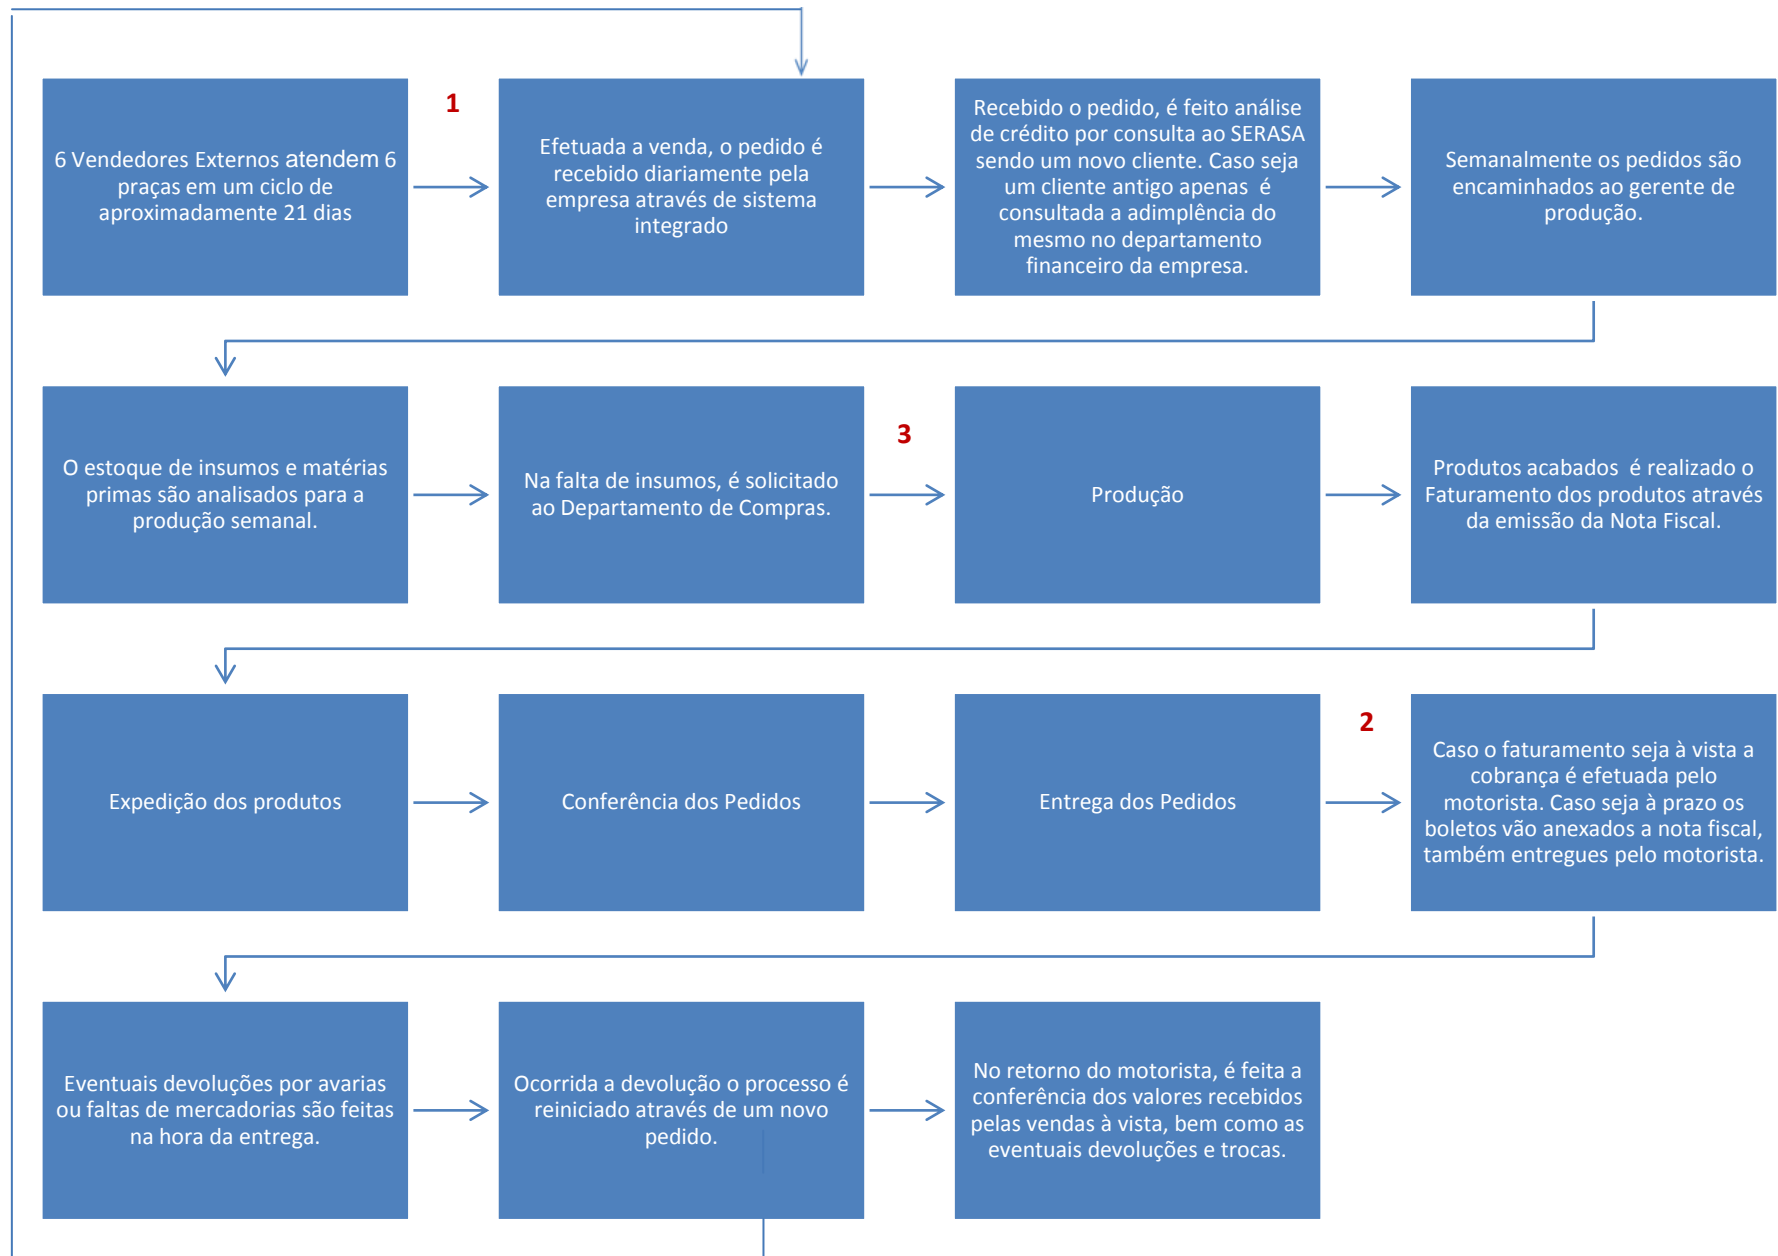 6 Vendedores Externos atendem 6
praças em um ciclo de
aproximadamente 21 dias
1
Efetuada a venda, o pedido é
recebido diariamente pela
empresa através de sistema
integrado
Recebido o pedido, é feito análise
de crédito por consulta ao SERASA
sendo um novo cliente. Caso seja
um cliente antigo apenas  é
consultada a adimplência do
mesmo no departamento
financeiro da empresa.
Semanalmente os pedidos são
encaminhados ao gerente de
produção.
O estoque de insumos e matérias
primas são analisados para a
produção semanal.
Na falta de insumos, é solicitado
ao Departamento de Compras.
3
Produção
Produtos acabados  é realizado o
Faturamento dos produtos através
da emissão da Nota Fiscal.
Expedição dos produtos
Conferência dos Pedidos
Entrega dos Pedidos
2
Caso o faturamento seja à vista a
cobrança é efetuada pelo
motorista. Caso seja à prazo os
boletos vão anexados a nota fiscal,
também entregues pelo motorista.
Eventuais devoluções por avarias
ou faltas de mercadorias são feitas
na hora da entrega.
Ocorrida a devolução o processo é
reiniciado através de um novo
pedido.
No retorno do motorista, é feita a
conferência dos valores recebidos
pelas vendas à vista, bem como as
eventuais devoluções e trocas.